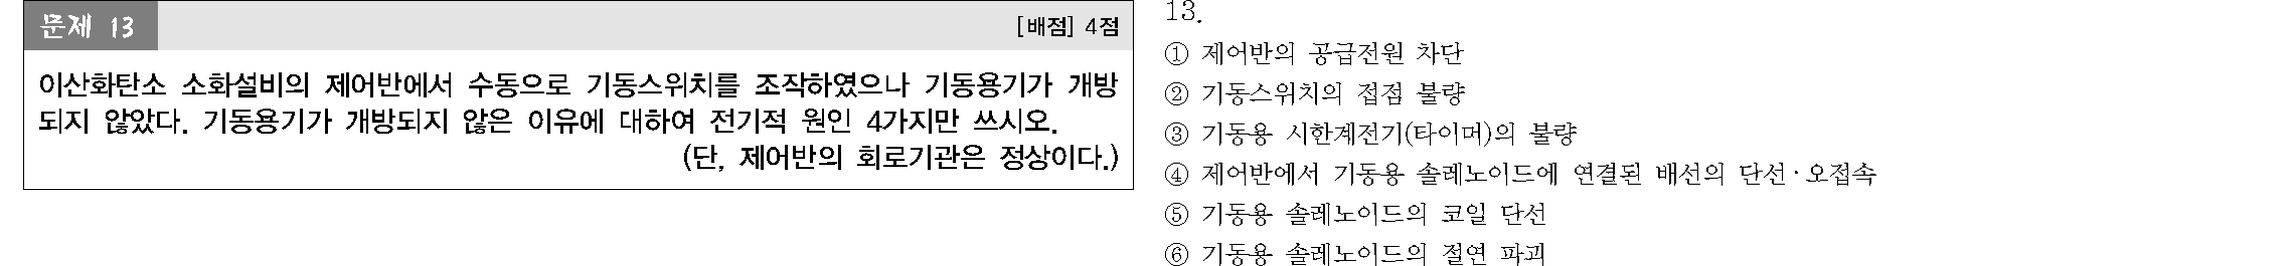 문제 13
[배점] 4점
이산화탄소 소화설비의 제어반에서 수동으로 기동스위치를 조작하였으나 기동용기가 개방
되지 않았다. 기동용기가 개방되지 않은 이유에 대하여 전기적 원인 4가지만 쓰시오.
(단, 제어반의 회로기관은 정상이다.)
13.
① 제어반의 공급전원 차단
② 기동스위치의 접점 불량
③ 기동용 시한계전기(타이머)의 불량
④ 제어반에서 기동용 솔레노이드에 연결된 배선의 단선·오접속
⑤ 기동용 솔레노이드의 코일 단선
⑥ 기동용 솔레노이드의 절연 파괴